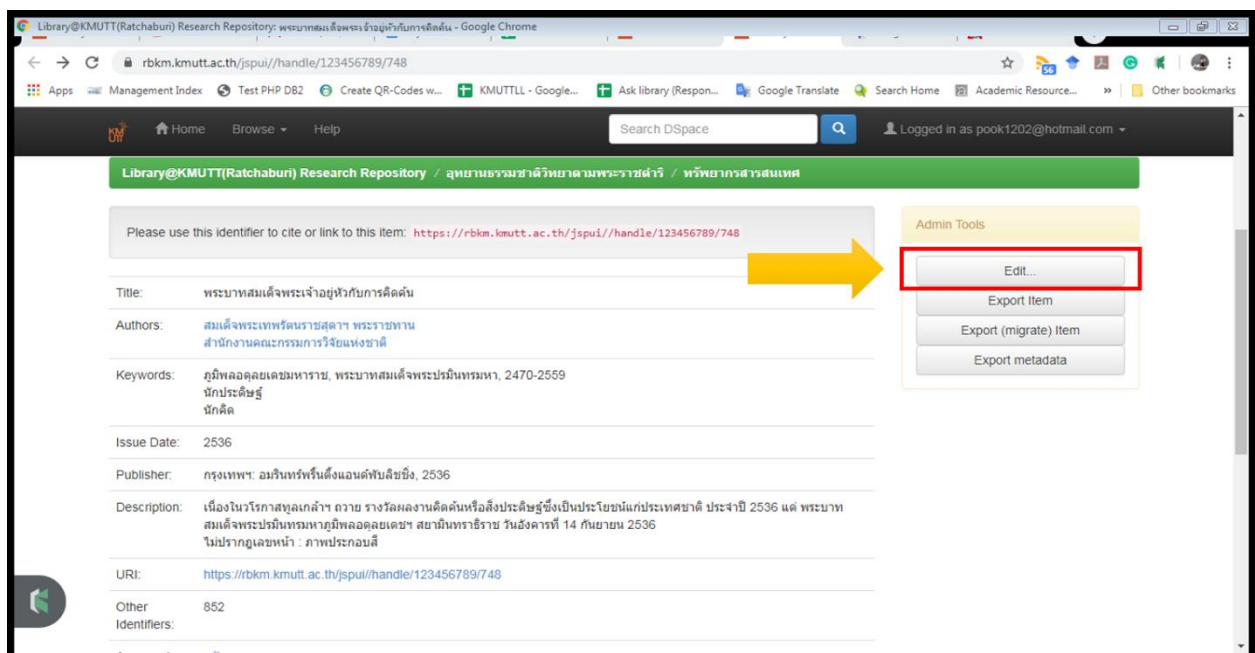 Library@KMUTT(Ratchaburi) Research Repository: พระบาทสมเด็จพระเจ้าอยู่หัวกับการคิดค้น - Google Chrome
rbkm.kmutt.ac.th/jspui//handle/123456789/748
56
Apps Management Index Test PHP DB2 Create QR-Codes w... KMUTTLL - Google... Ask library (Respon... Google Translate Search Home Academic Resource... » Other bookmarks
KMUTT Home Browse Help Search DSpace Logged in as pook1202@hotmail.com
Library@KMUTT(Ratchaburi) Research Repository / อุทยานธรรมชาติวิทยาตามพระราชดำริ / ทรัพยากรสารสนเทศ
Please use this identifier to cite or link to this item: https://rbkm.kmutt.ac.th/jspui//handle/123456789/748
Admin Tools
Edit...
Export Item
Export (migrate) Item
Export metadata
Title: พระบาทสมเด็จพระเจ้าอยู่หัวกับการคิดค้น
Authors: สมเด็จพระเทพรัตนราชสุดาฯ พระราชทาน
สำนักงานคณะกรรมการวิจัยแห่งชาติ
Keywords: ภูมิพลอดุลยเดชมหาราช, พระบาทสมเด็จพระปรมินทรมหา, 2470-2559
นักประดิษฐ์
นักคิด
Issue Date: 2536
Publisher: กรุงเทพฯ: อมรินทร์พริ้นติ้งแอนด์พับลิชชิ่ง, 2536
Description: เนื่องในวโรกาสทูลเกล้าฯ ถวาย รางวัลผลงานคิดค้นหรือสิ่งประดิษฐ์ซึ่งเป็นประโยชน์แก่ประเทศชาติ ประจำปี 2536 แด่ พระบาท
สมเด็จพระปรมินทรมหาภูมิพลอดุลยเดชฯ สยามินทราธิราช วันอังคารที่ 14 กันยายน 2536
ไม่ปรากฏเลขหน้า : ภาพประกอบสี
URI: https://rbkm.kmutt.ac.th/jspui//handle/123456789/748
Other 852
Identifiers: